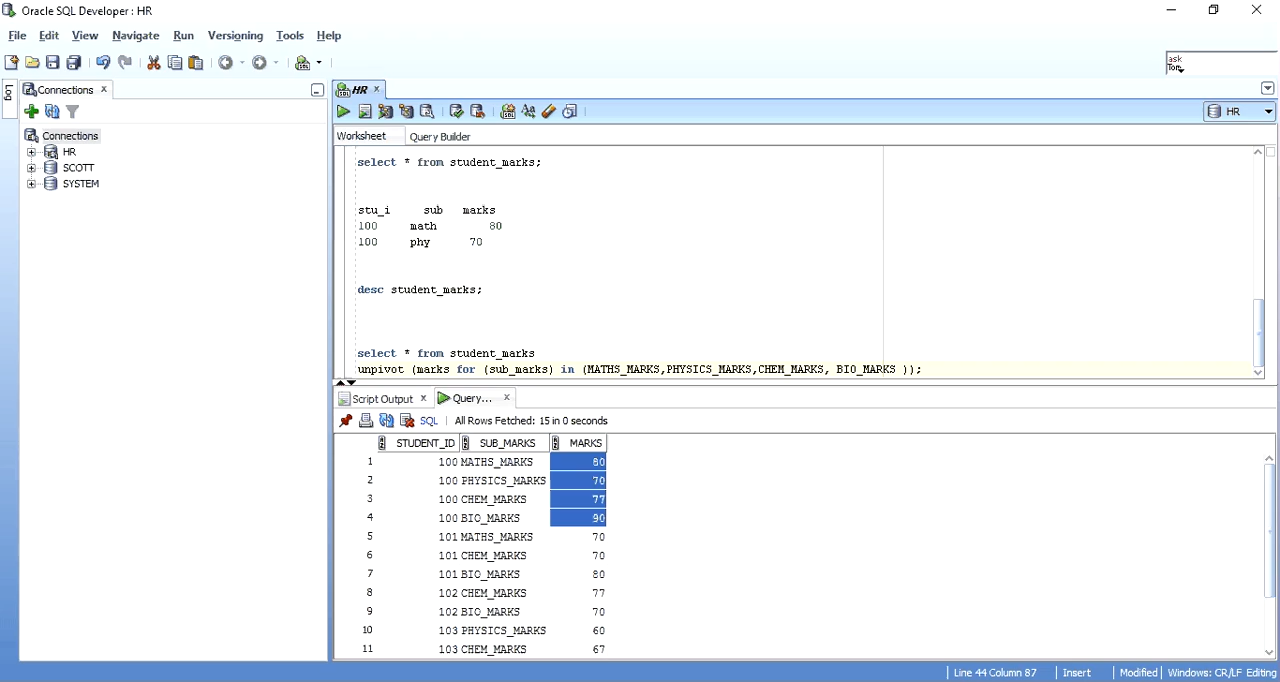 Oracle SQL Developer : HR
File Edit View Navigate Run Versioning Tools Help
ask
Tom
Log
Connections x
HR x
HR
Connections
HR
SCOTT
SYSTEM
Worksheet Query Builder
select * from student_marks;
stu_i sub marks
100 math 80
100 phy 70
desc student_marks;
select * from student_marks
unpivot (marks for (sub_marks) in (MATHS_MARKS,PHYSICS_MARKS,CHEM_MARKS, BIO_MARKS ));
Script Output x Query... x
SQL All Rows Fetched: 15 in 0 seconds
STUDENT_ID SUB_MARKS MARKS
1 100 MATHS_MARKS 80
2 100 PHYSICS_MARKS 70
3 100 CHEM_MARKS 77
4 100 BIO_MARKS 90
5 101 MATHS_MARKS 70
6 101 CHEM_MARKS 70
7 101 BIO_MARKS 80
8 102 CHEM_MARKS 77
9 102 BIO_MARKS 70
10 103 PHYSICS_MARKS 60
11 103 CHEM_MARKS 67
Line 44 Column 87 Insert Modified Windows: CR/LF Editing